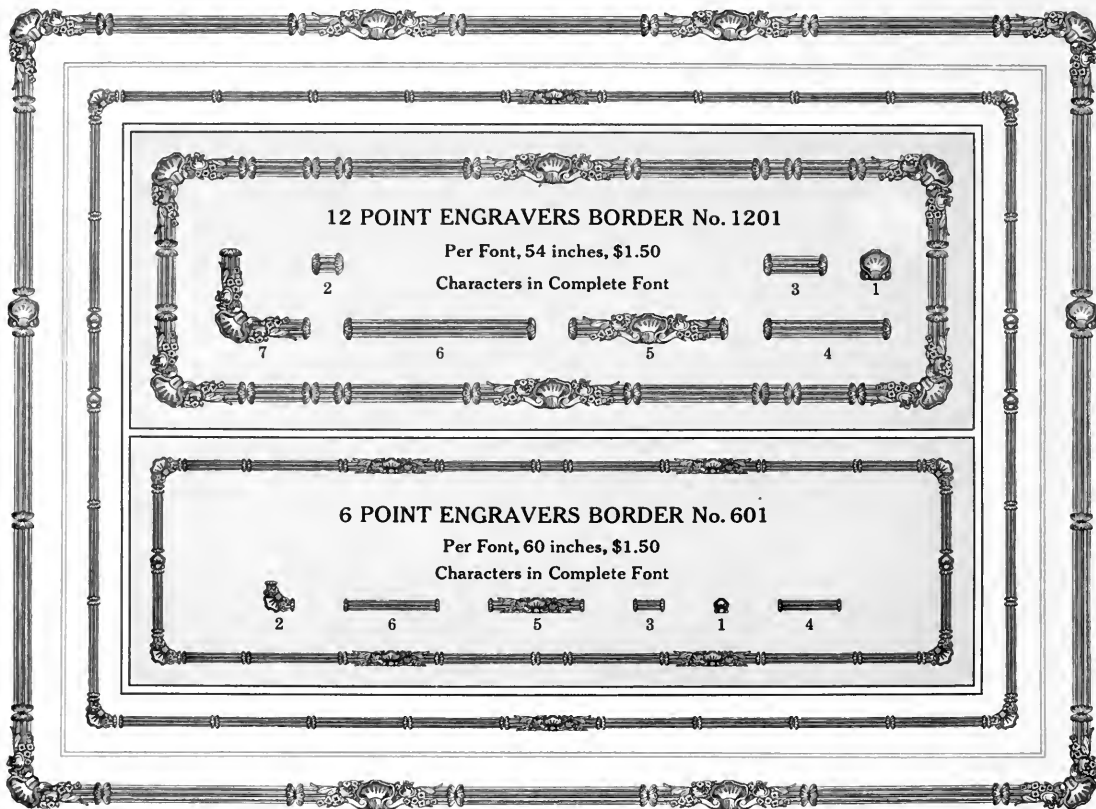 12 POINT ENGRAVERS BORDER No. 1201
Per Font, 54 inches, $1.50
Characters in Complete Font
2 3 1
7 6 5 4
6 POINT ENGRAVERS BORDER No. 601
Per Font, 60 inches, $1.50
Characters in Complete Font
2 6 5 3 1 4